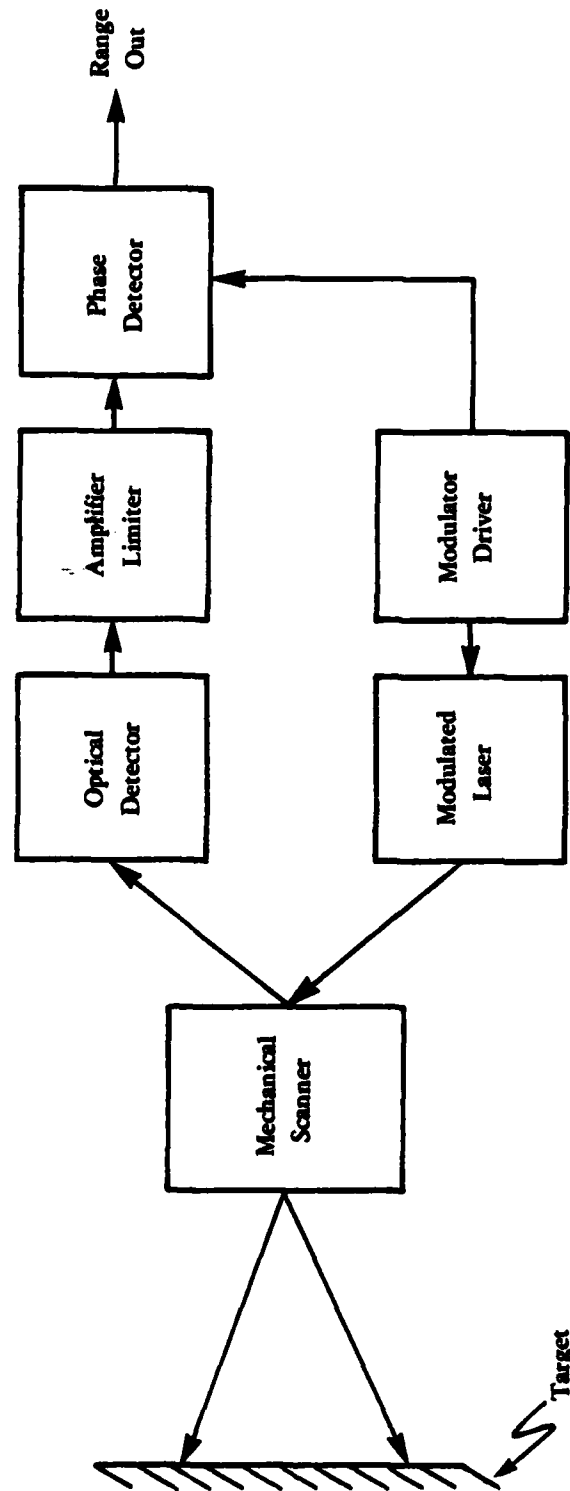 Target
Mechanical
Scanner
Optical
Detector
Amplifier
Limiter
Phase
Detector
Range
Out
Modulated
Laser
Modulator
Driver